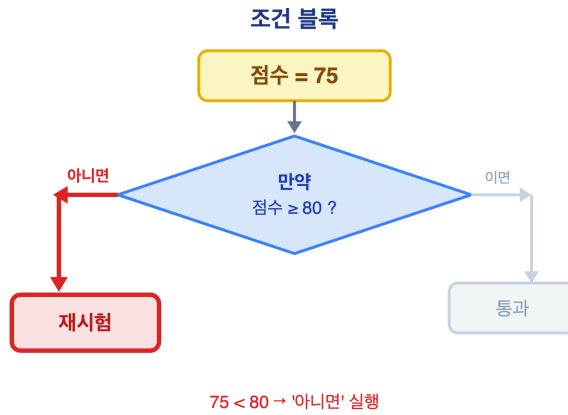 조건 블록
점수 = 75
아니면
만약
이면
점수 ≥ 80 ?
재시험
통과
75 < 80 → '아니면' 실행